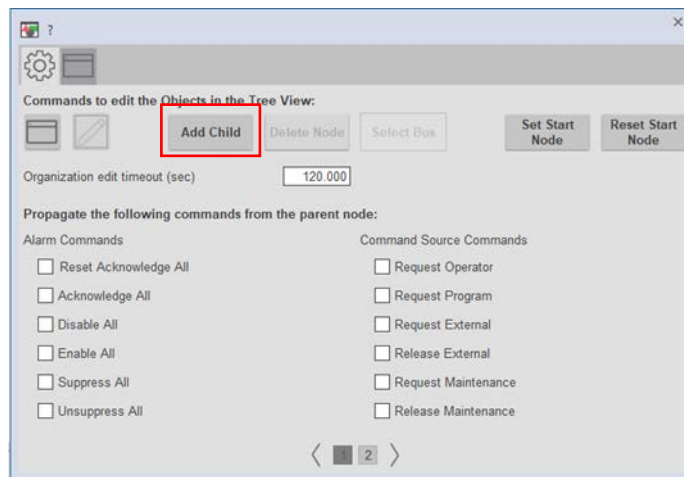 ?
×
Commands to edit the Objects in the Tree View:
Add Child
Delete Node
Select Bus
Set Start
Node
Reset Start
Node
Organization edit timeout (sec)
120.000
Propagate the following commands from the parent node:
Alarm Commands
Command Source Commands
Reset Acknowledge All
Request Operator
Acknowledge All
Request Program
Disable All
Request External
Enable All
Release External
Suppress All
Request Maintenance
Unsuppress All
Release Maintenance
1
2